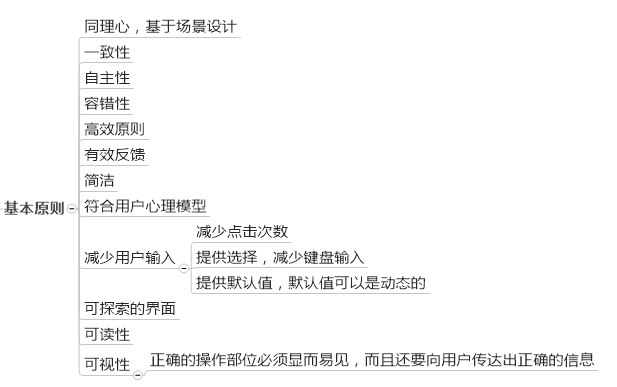 同理心，基于场景设计
一致性
自主性
容错性
高效原则
有效反馈
简洁
基本原则
符合用户心理模型
减少点击次数
减少用户输入
提供选择，减少键盘输入
提供默认值，默认值可以是动态的
可探索的界面
可读性
可视性
正确的操作部位必须显而易见，而且还要向用户传达出正确的信息